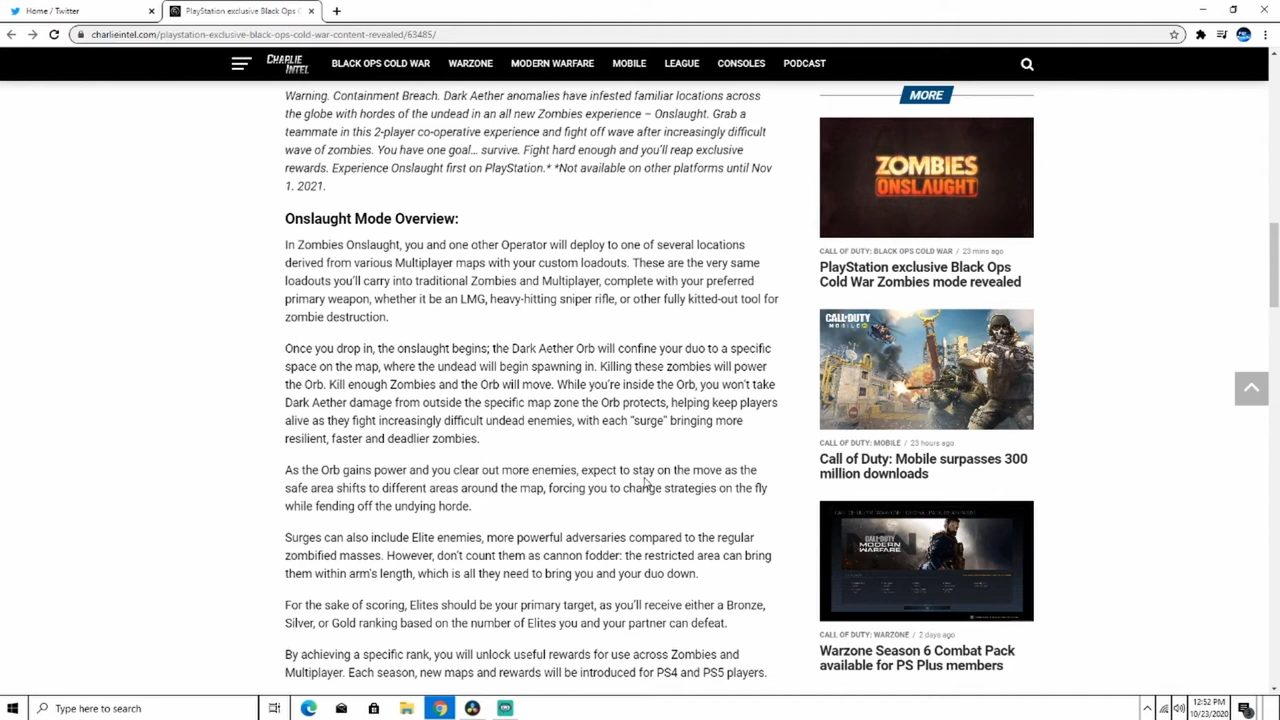 Home / Twitter
PlayStation exclusive Black Ops C
charlieintel.com/playstation-exclusive-black-ops-cold-war-content-revealed/63485/
CHARLIE INTEL
BLACK OPS COLD WAR
WARZONE
MODERN WARFARE
MOBILE
LEAGUE
CONSOLES
PODCAST
Warning. Containment Breach. Dark Aether anomalies have infested familiar locations across
the globe with hordes of the undead in an all new Zombies experience – Onslaught. Grab a
teammate in this 2-player co-operative experience and fight off wave after increasingly difficult
wave of zombies. You have one goal… survive. Fight hard enough and you'll reap exclusive
rewards. Experience Onslaught first on PlayStation.* *Not available on other platforms until Nov
1. 2021.
Onslaught Mode Overview:
In Zombies Onslaught, you and one other Operator will deploy to one of several locations
derived from various Multiplayer maps with your custom loadouts. These are the very same
loadouts you'll carry into traditional Zombies and Multiplayer, complete with your preferred
primary weapon, whether it be an LMG, heavy-hitting sniper rifle, or other fully kitted-out tool for
zombie destruction.
Once you drop in, the onslaught begins; the Dark Aether Orb will confine your duo to a specific
space on the map, where the undead will begin spawning in. Killing these zombies will power
the Orb. Kill enough Zombies and the Orb will move. While you're inside the Orb, you won't take
Dark Aether damage from outside the specific map zone the Orb protects, helping keep players
alive as they fight increasingly difficult undead enemies, with each "surge" bringing more
resilient, faster and deadlier zombies.
As the Orb gains power and you clear out more enemies, expect to stay on the move as the
safe area shifts to different areas around the map, forcing you to change strategies on the fly
while fending off the undying horde.
Surges can also include Elite enemies, more powerful adversaries compared to the regular
zombified masses. However, don't count them as cannon fodder: the restricted area can bring
them within arm's length, which is all they need to bring you and your duo down.
For the sake of scoring, Elites should be your primary target, as you'll receive either a Bronze,
Silver, or Gold ranking based on the number of Elites you and your partner can defeat.
By achieving a specific rank, you will unlock useful rewards for use across Zombies and
Multiplayer. Each season, new maps and rewards will be introduced for PS4 and PS5 players.
MORE
ZOMBIES
ONSLAUGHT
CALL OF DUTY: BLACK OPS COLD WAR / 23 mins ago
PlayStation exclusive Black Ops
Cold War Zombies mode revealed
CALL OF DUTY
MOBILE
CALL OF DUTY: MOBILE / 23 hours ago
Call of Duty: Mobile surpasses 300
million downloads
CALL OF DUTY
MODERN WARFARE
CALL OF DUTY: WARZONE / 2 days ago
Warzone Season 6 Combat Pack
available for PS Plus members
Type here to search
12:52 PM
10/23/2020